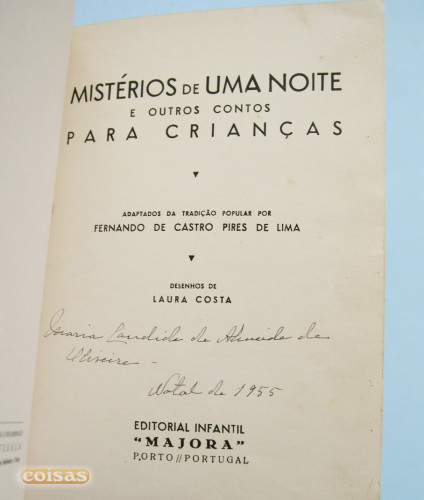 MISTÉRIOS DE UMA NOITE
E OUTROS CONTOS
PARA CRIANÇAS
ADAPTADOS DA TRADIÇÃO POPULAR POR
FERNANDO DE CASTRO PIRES DE LIMA
DESENHOS DE
LAURA COSTA
Maria Candida de Almeida de
Oliveira -
Natal de 1955
EDITORIAL INFANTIL
"MAJORA"
PORTO // PORTUGAL
coisas